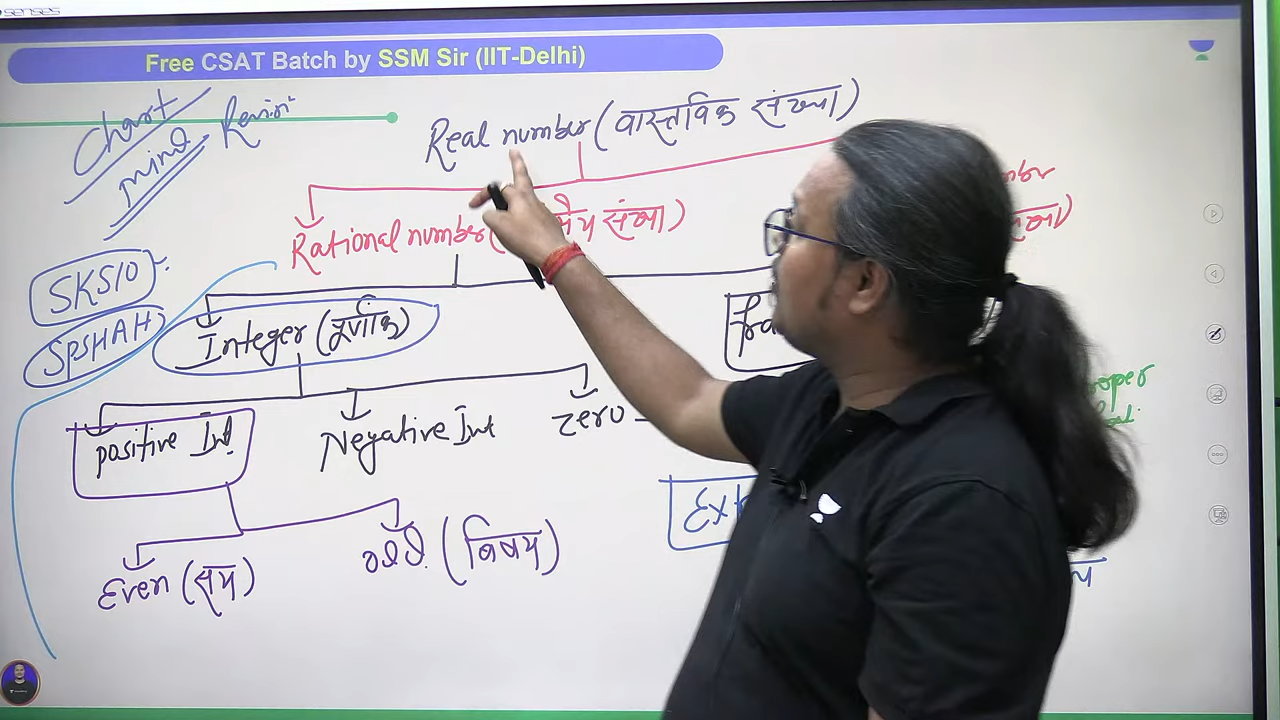 senses
Free CSAT Batch by SSM Sir (IIT-Delhi)
Chart
mind
Real number (वास्तविक संख्या)
Rational number ( संख्या)
SKS10
SPSHAH
Integer (पूर्णांक)
positive Int.
Negative Int
zero
Even (सम)
odd. (विषम)